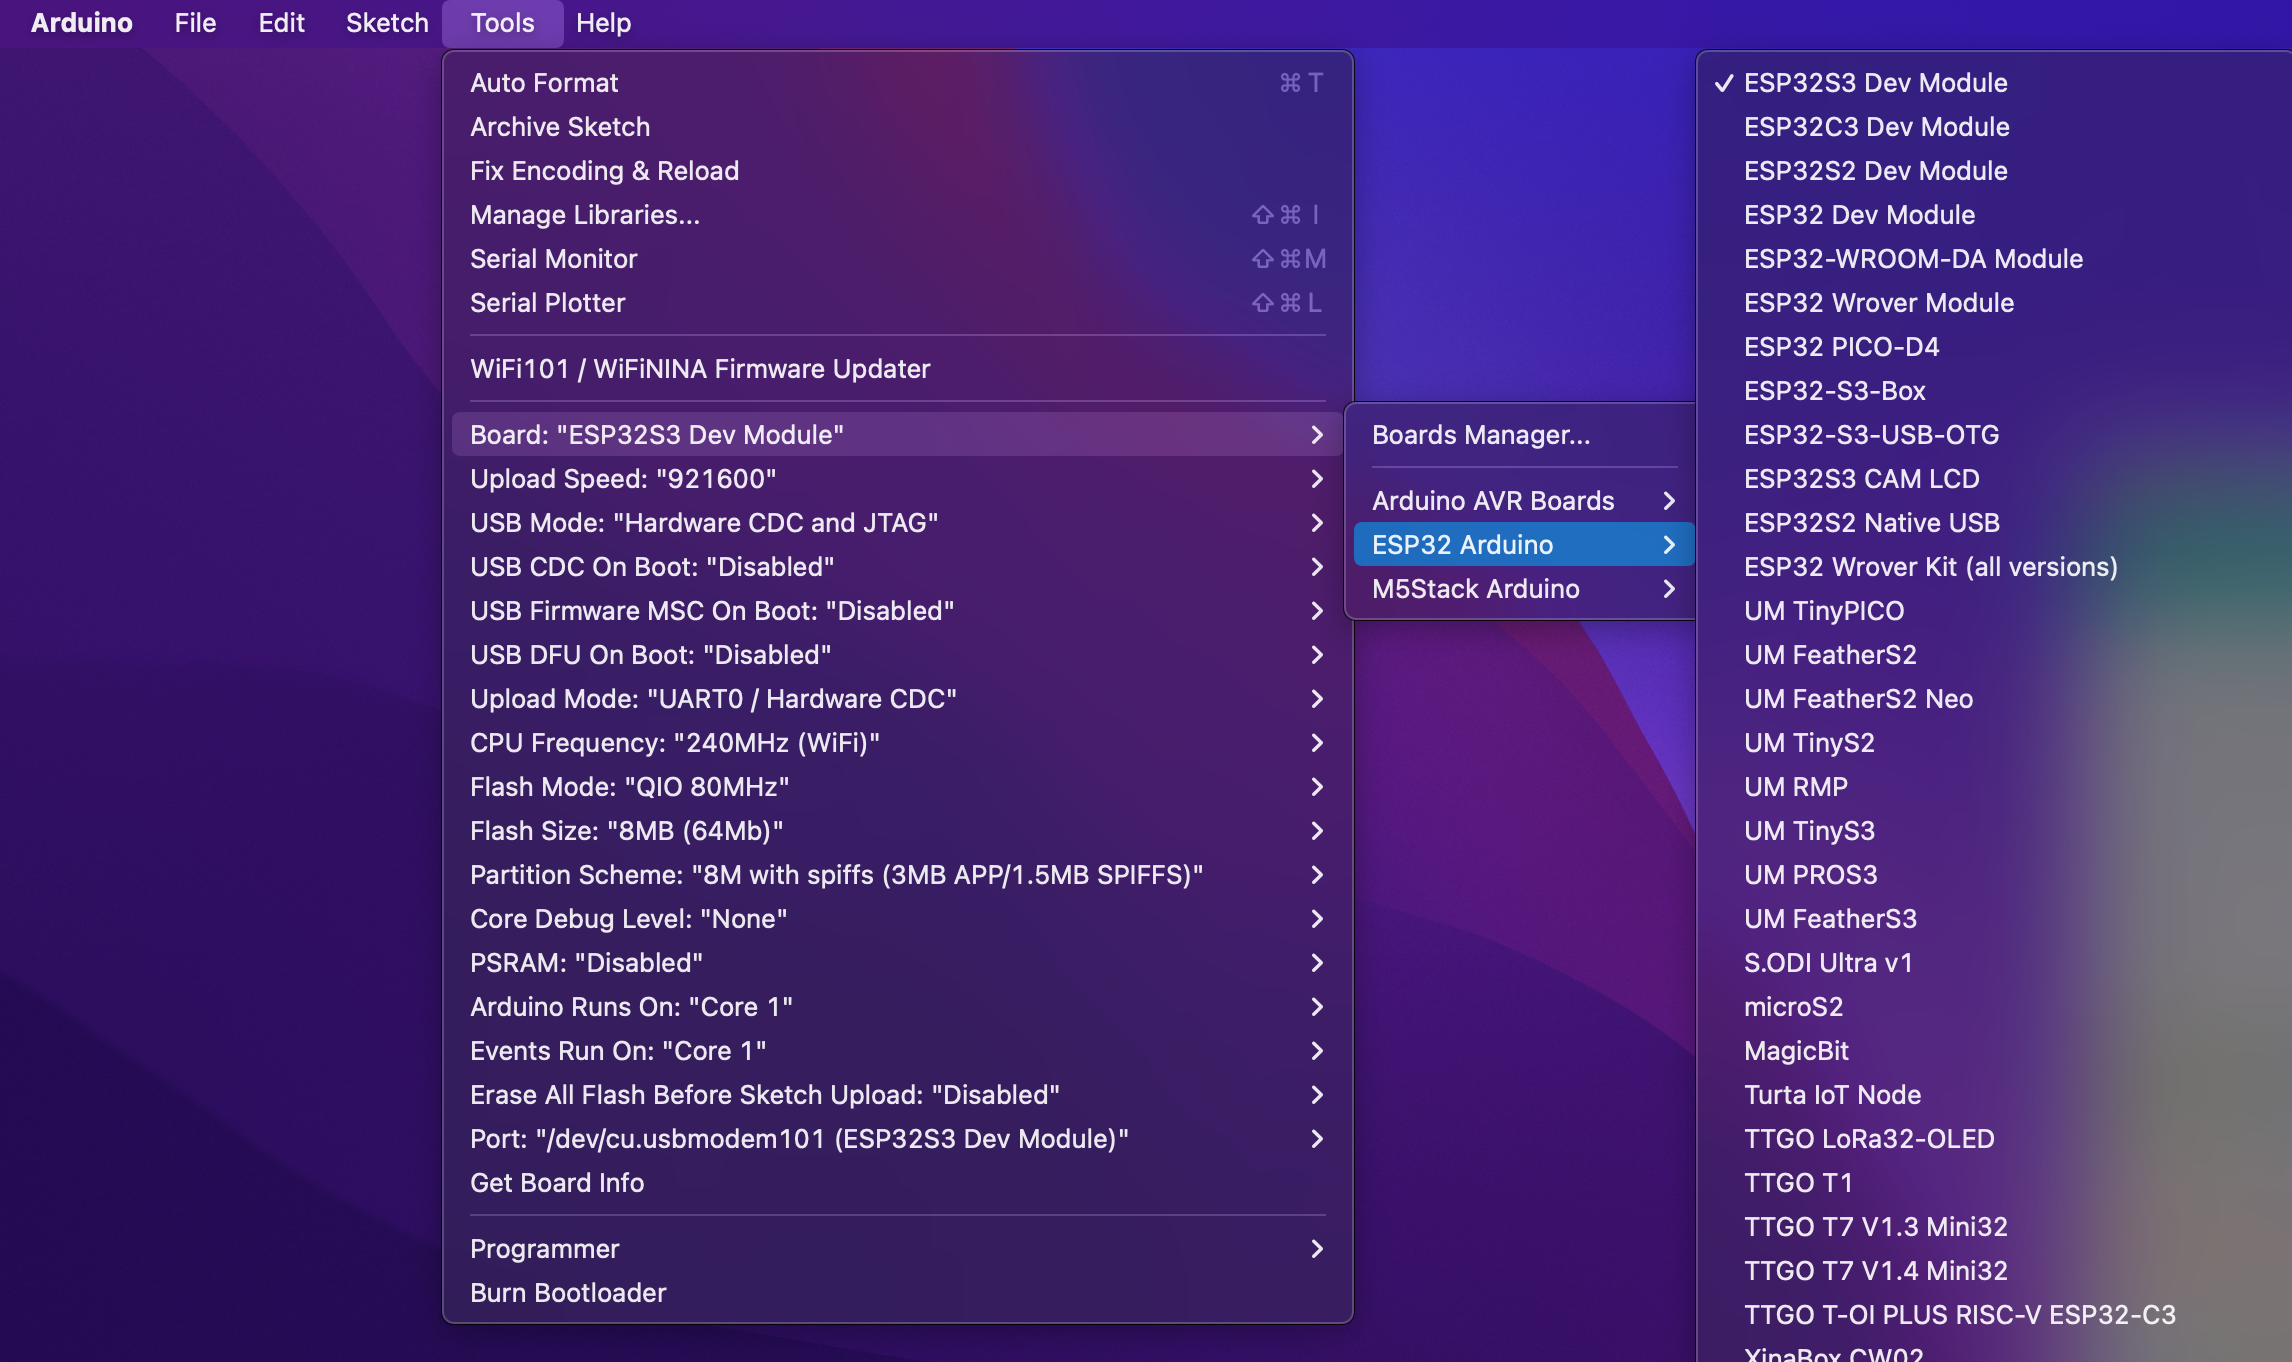 Arduino File Edit Sketch Tools Help
Auto Format ⌘ T
Archive Sketch
Fix Encoding & Reload
Manage Libraries... ⇧ ⌘ I
Serial Monitor ⇧ ⌘ M
Serial Plotter ⇧ ⌘ L
WiFi101 / WiFiNINA Firmware Updater
Board: "ESP32S3 Dev Module"
Upload Speed: "921600"
USB Mode: "Hardware CDC and JTAG"
USB CDC On Boot: "Disabled"
USB Firmware MSC On Boot: "Disabled"
USB DFU On Boot: "Disabled"
Upload Mode: "UART0 / Hardware CDC"
CPU Frequency: "240MHz (WiFi)"
Flash Mode: "QIO 80MHz"
Flash Size: "8MB (64Mb)"
Partition Scheme: "8M with spiffs (3MB APP/1.5MB SPIFFS)"
Core Debug Level: "None"
PSRAM: "Disabled"
Arduino Runs On: "Core 1"
Events Run On: "Core 1"
Erase All Flash Before Sketch Upload: "Disabled"
Port: "/dev/cu.usbmodem101 (ESP32S3 Dev Module)"
Get Board Info
Programmer
Burn Bootloader
Boards Manager...
Arduino AVR Boards
ESP32 Arduino
M5Stack Arduino
✓ ESP32S3 Dev Module
ESP32C3 Dev Module
ESP32S2 Dev Module
ESP32 Dev Module
ESP32-WROOM-DA Module
ESP32 Wrover Module
ESP32 PICO-D4
ESP32-S3-Box
ESP32-S3-USB-OTG
ESP32S3 CAM LCD
ESP32S2 Native USB
ESP32 Wrover Kit (all versions)
UM TinyPICO
UM FeatherS2
UM FeatherS2 Neo
UM TinyS2
UM RMP
UM TinyS3
UM PROS3
UM FeatherS3
S.ODI Ultra v1
microS2
MagicBit
Turta IoT Node
TTGO LoRa32-OLED
TTGO T1
TTGO T7 V1.3 Mini32
TTGO T7 V1.4 Mini32
TTGO T-OI PLUS RISC-V ESP32-C3
XinaBox CW02